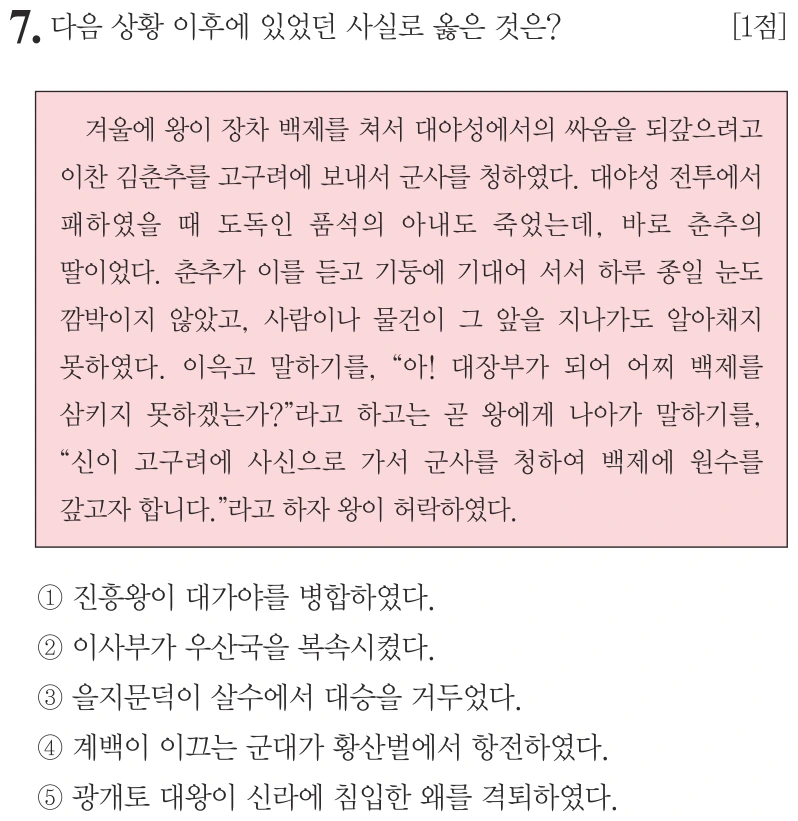 7. 다음 상황 이후에 있었던 사실로 옳은 것은? [1점]
겨울에 왕이 장차 백제를 쳐서 대야성에서의 싸움을 되갚으려고
이찬 김춘추를 고구려에 보내서 군사를 청하였다. 대야성 전투에서
패하였을 때 도독인 품석의 아내도 죽었는데, 바로 춘추의
딸이었다. 춘추가 이를 듣고 기둥에 기대어 서서 하루 종일 눈도
깜박이지 않았고, 사람이나 물건이 그 앞을 지나가도 알아채지
못하였다. 이윽고 말하기를, “아! 대장부가 되어 어찌 백제를
삼키지 못하겠는가?”라고 하고는 곧 왕에게 나아가 말하기를,
“신이 고구려에 사신으로 가서 군사를 청하여 백제에 원수를
갚고자 합니다.”라고 하자 왕이 허락하였다.
① 진흥왕이 대가야를 병합하였다.
② 이사부가 우산국을 복속시켰다.
③ 을지문덕이 살수에서 대승을 거두었다.
④ 계백이 이끄는 군대가 황산벌에서 항전하였다.
⑤ 광개토 대왕이 신라에 침입한 왜를 격퇴하였다.